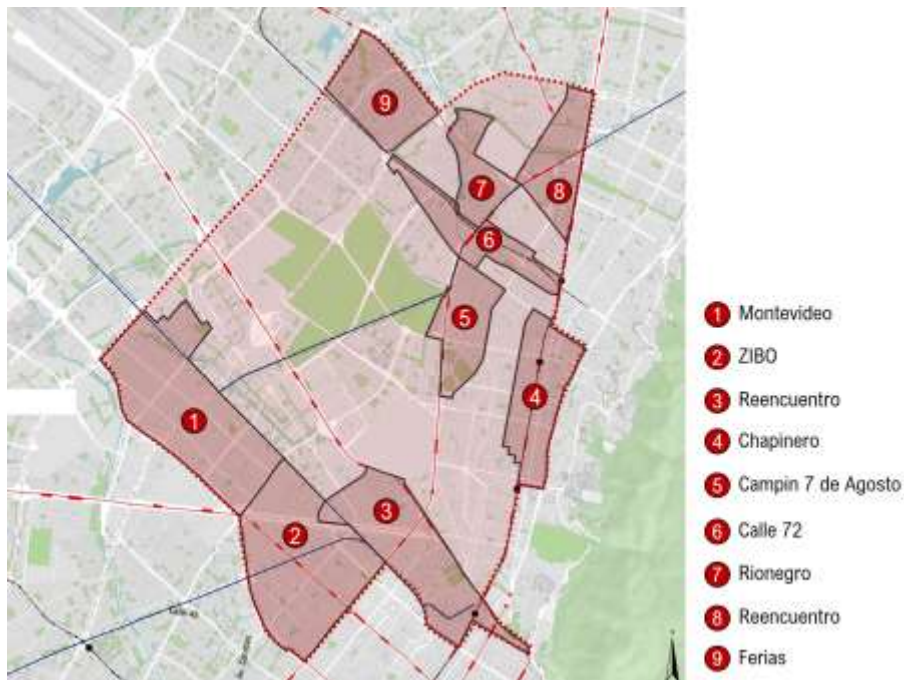 9
7
8
6
5
4
1
3
2
1 Montevideo
2 ZIBO
3 Reencuentro
4 Chapinero
5 Campin 7 de Agosto
6 Calle 72
7 Rionegro
8 Reencuentro
9 Ferias